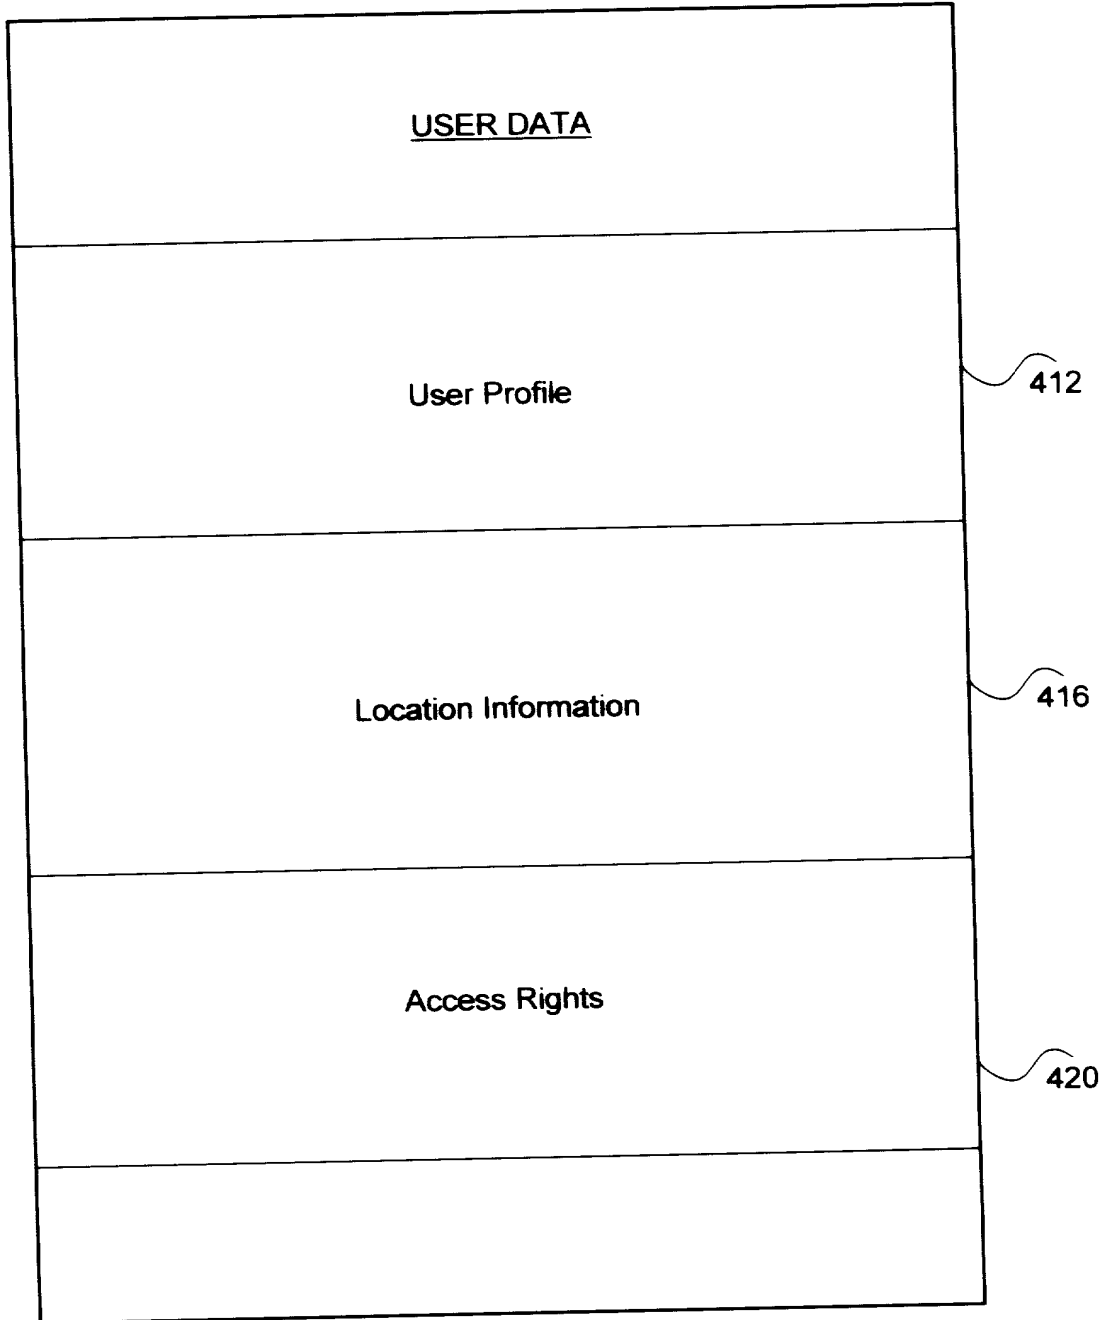 USER DATA
User Profile
412
Location Information
416
Access Rights
420